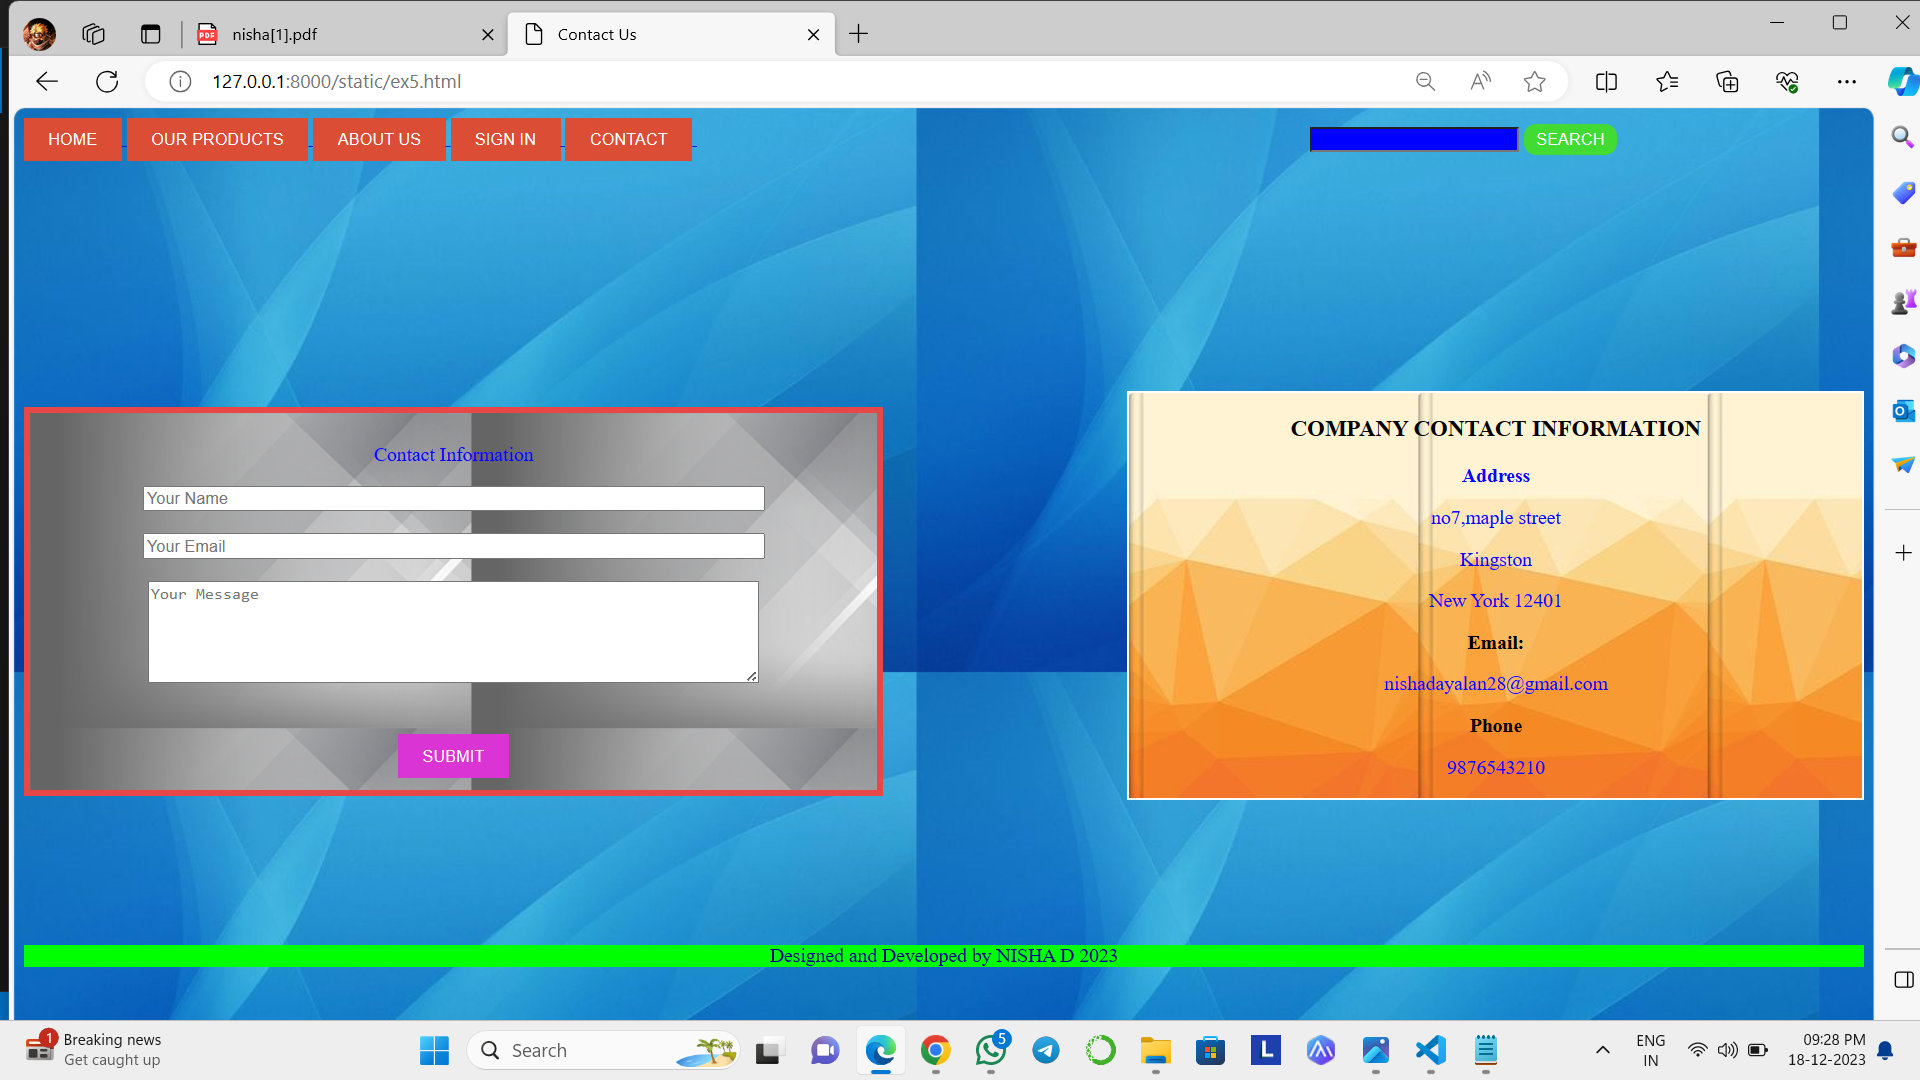 nisha[1].pdf
Contact Us
127.0.0.1:8000/static/ex5.html
HOME
OUR PRODUCTS
ABOUT US
SIGN IN
CONTACT
SEARCH
Contact Information
Your Name
Your Email
Your Message
SUBMIT
COMPANY CONTACT INFORMATION
Address
no7,maple street
Kingston
New York 12401
Email:
nishadayalan28@gmail.com
Phone
9876543210
Designed and Developed by NISHA D 2023
1
Breaking news
Get caught up
Search
5
L
ENG
IN
09:28 PM
18-12-2023